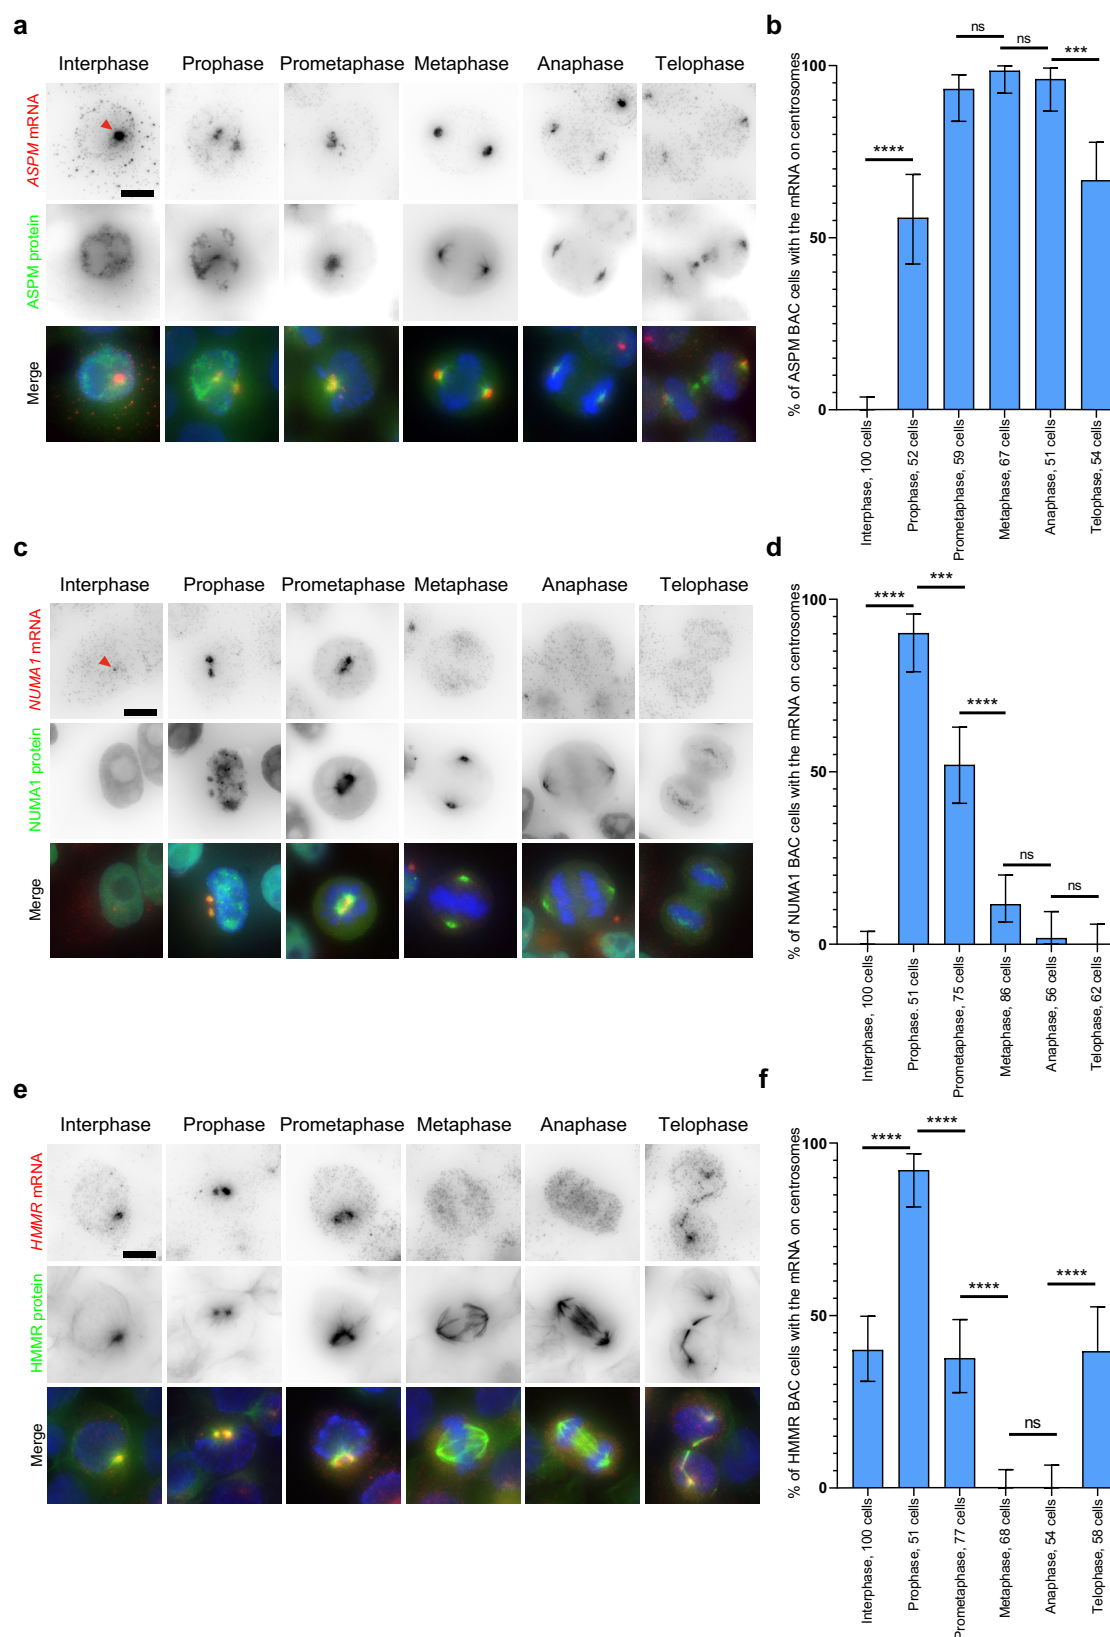 a
Interphase Prophase Prometaphase Metaphase Anaphase Telophase
ASPM mRNA
ASPM protein
Merge
b
ns
ns
***
****
100
50
0
% of ASPM BAC cells with the mRNA on centrosomes
Interphase, 100 cells
Prophase, 52 cells
Prometaphase, 59 cells
Metaphase, 67 cells
Anaphase, 51 cells
Telophase, 54 cells
c
Interphase Prophase Prometaphase Metaphase Anaphase Telophase
NUMA1 mRNA
NUMA1 protein
Merge
d
***
****
****
ns
ns
100
50
0
% of NUMA1 BAC cells with the mRNA on centrosomes
Interphase, 100 cells
Prophase. 51 cells
Prometaphase, 75 cells
Metaphase, 86 cells
Anaphase, 56 cells
Telophase, 62 cells
e
Interphase Prophase Prometaphase Metaphase Anaphase Telophase
HMMR mRNA
HMMR protein
Merge
f
****
****
****
****
ns
100
50
0
% of HMMR BAC cells with the mRNA on centrosomes
Interphase, 100 cells
Prophase, 51 cells
Prometaphase, 77 cells
Metaphase, 68 cells
Anaphase, 54 cells
Telophase, 58 cells